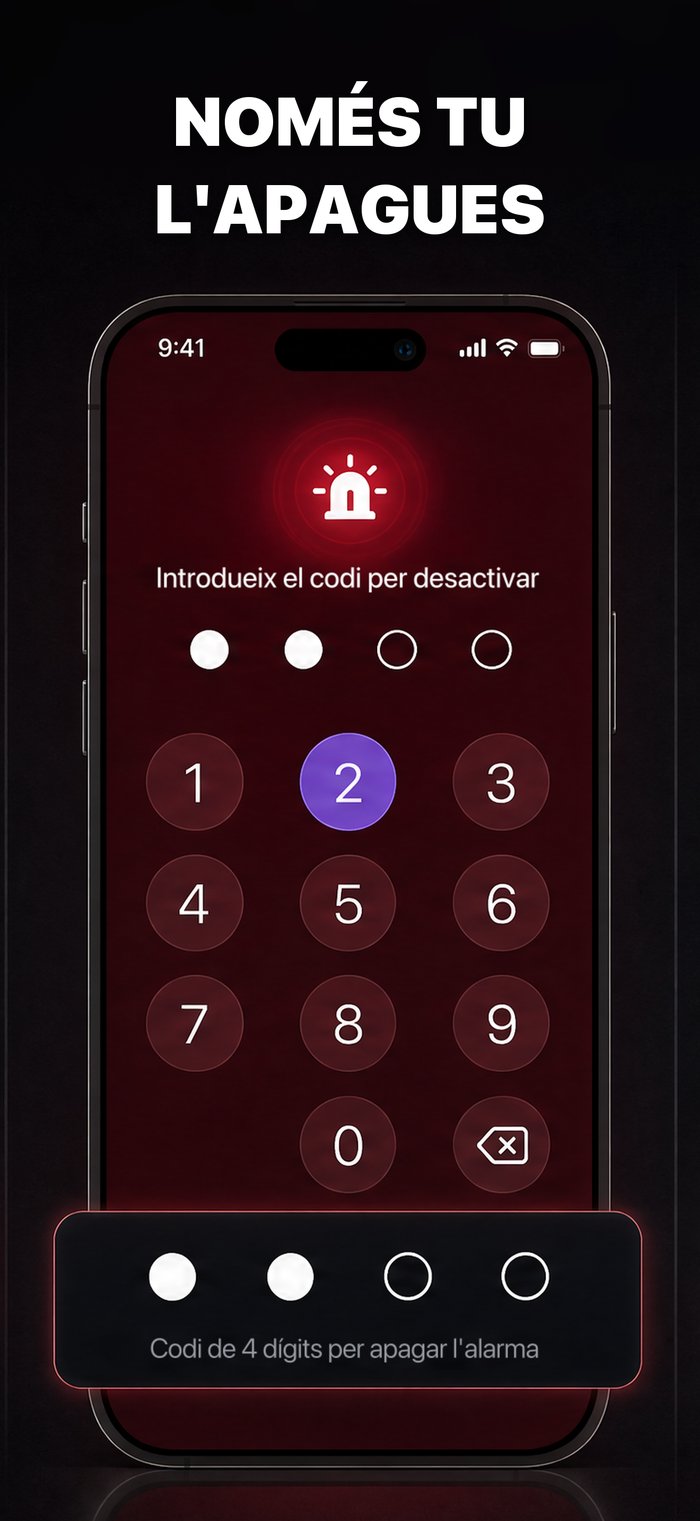 NOMÉS TU
L'APAGUES
9:41
Introdueix el codi per desactivar
1 2 3
4 5 6
7 8 9
0
Codi de 4 dígits per apagar l'alarma